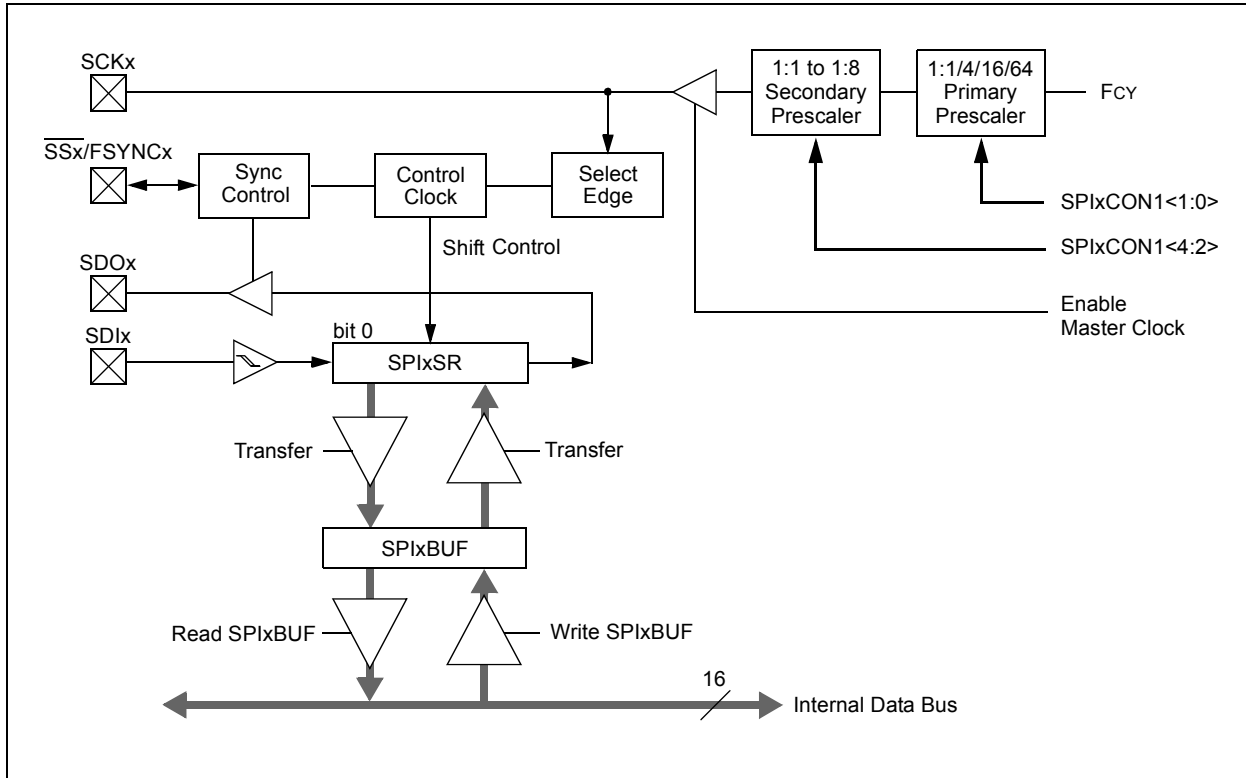 SCKx
1:1 to 1:8
Secondary
Prescaler
1:1/4/16/64
Primary
Prescaler
FCY
SSx/FSYNCx
Sync
Control
Control
Clock
Select
Edge
SPIxCON1<1:0>
Shift Control
SPIxCON1<4:2>
SDOx
Enable
Master Clock
SDIx
bit 0
SPIxSR
Transfer
Transfer
SPIxBUF
Read SPIxBUF
Write SPIxBUF
16
Internal Data Bus